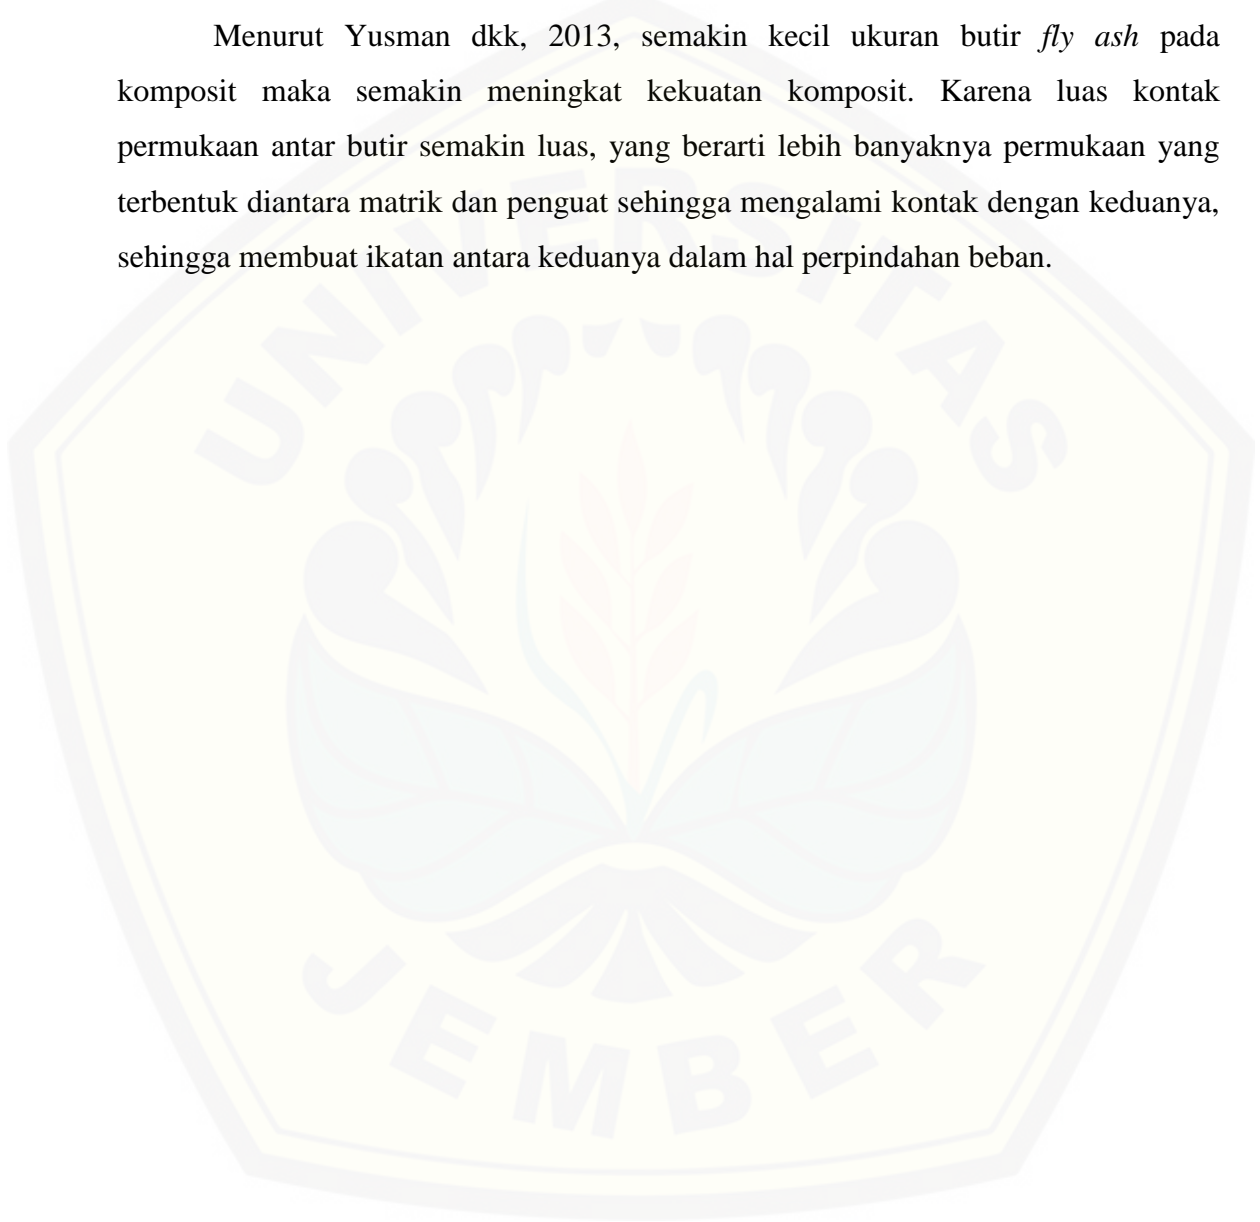 Menurut Yusman dkk, 2013, semakin kecil ukuran butir fly ash pada
komposit maka semakin meningkat kekuatan komposit. Karena luas kontak
permukaan antar butir semakin luas, yang berarti lebih banyaknya permukaan yang
terbentuk diantara matrik dan penguat sehingga mengalami kontak dengan keduanya,
sehingga membuat ikatan antara keduanya dalam hal perpindahan beban.
UNIVERSITAS
JEMBER